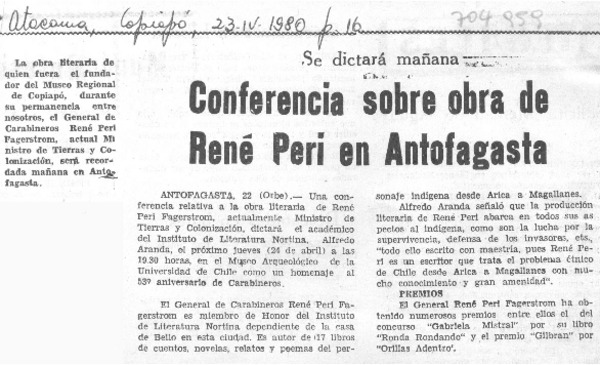 Atacama, Copiapó, 23-IV-1980 p. 16
704959
La obra literaria de
quien fuera el funda-
dor del Museo Regional
de Copiapó, durante
su permanencia entre
nosotros, el General de
Carabineros René Peri
Fagerstrom, actual Mi
nistro de Tierras y Co-
lonización, será recor-
dada mañana en Anto-
fagasta.
Se dictará mañana
Conferencia sobre obra de
René Peri en Antofagasta
ANTOFAGASTA, 22 (Orbe).— Una con-
ferencia relativa a la obra literaria de René
Peri Fagerstrom, actualmente Ministro de
Tierras y Colonización, dictará el académico
del Instituto de Literatura Nortina, Alfredo
Aranda, el próximo jueves (24 de abril) a las
19.30 horas, en el Museo Arqueológico de la
Universidad de Chile como un homenaje al
53º aniversario de Carabineros.
El General de Carabineros René Peri Fa-
gerstrom es miembro de Honor del Instituto
de Literatura Nortina dependiente de la casa
de Bello en esta ciudad. Es autor de 17 libros
de cuentos, novelas, relatos y poemas del per-
sonaje indígena desde Arica a Magallanes.
Alfredo Aranda señaló que la producción
literaria de René Peri abarca en todos sus as
pectos al indígena, como son la lucha por la
supervivencia, defensa de los invasores, etc.,
"todo ello escrito con maestría, pues René Pe-
ri es un escritor que trata el problema étnico
de Chile desde Arica a Magallanes con mu-
cho conocimiento y gran amenidad".
PREMIOS
El General René Peri Fagerstrom ha ob-
tenido numerosos premios entre ellos el del
concurso "Gabriela Mistral" por su libro
"Ronda Rondando" y el premio "Gilbran" por
"Orillas Adentro'.